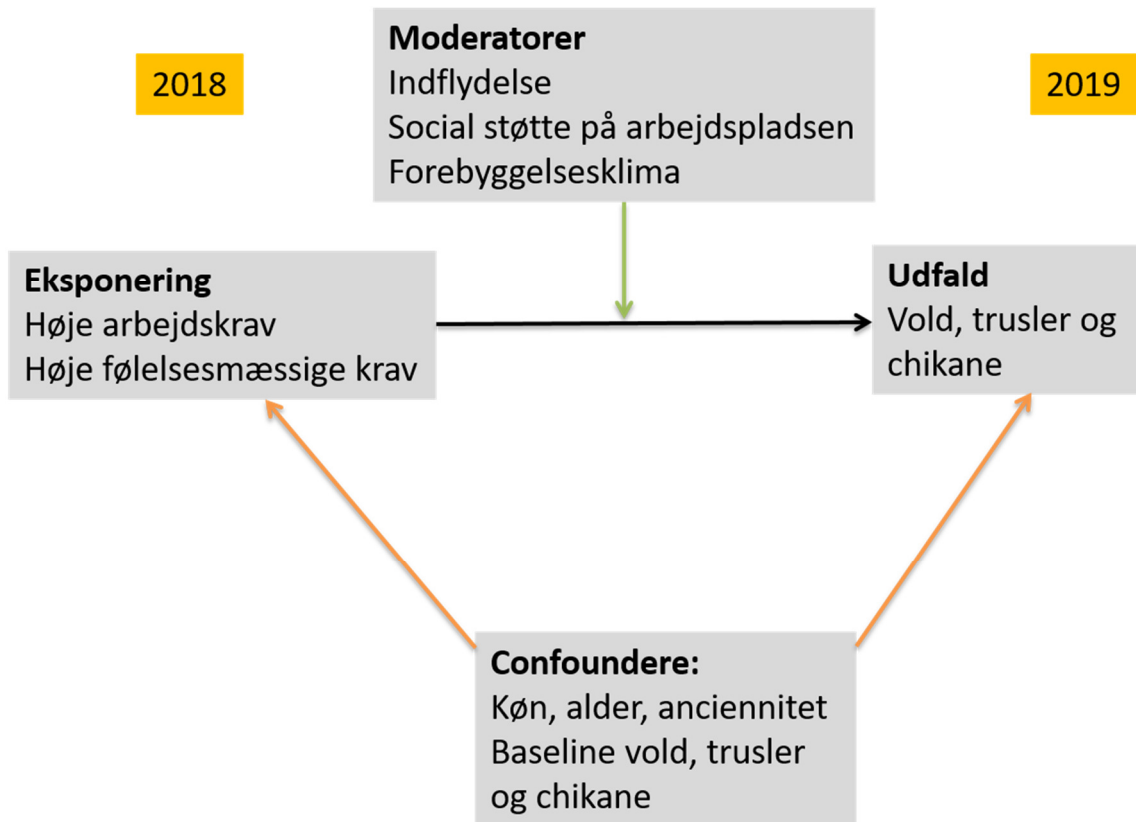 2018
Moderatorer
Indflydelse
Social støtte på arbejdspladsen
Forebyggelsesklima
2019
Eksponering
Høje arbejdskrav
Høje følelsesmæssige krav
Udfald
Vold, trusler og
chikane
Confoundere:
Køn, alder, anciennitet
Baseline vold, trusler
og chikane